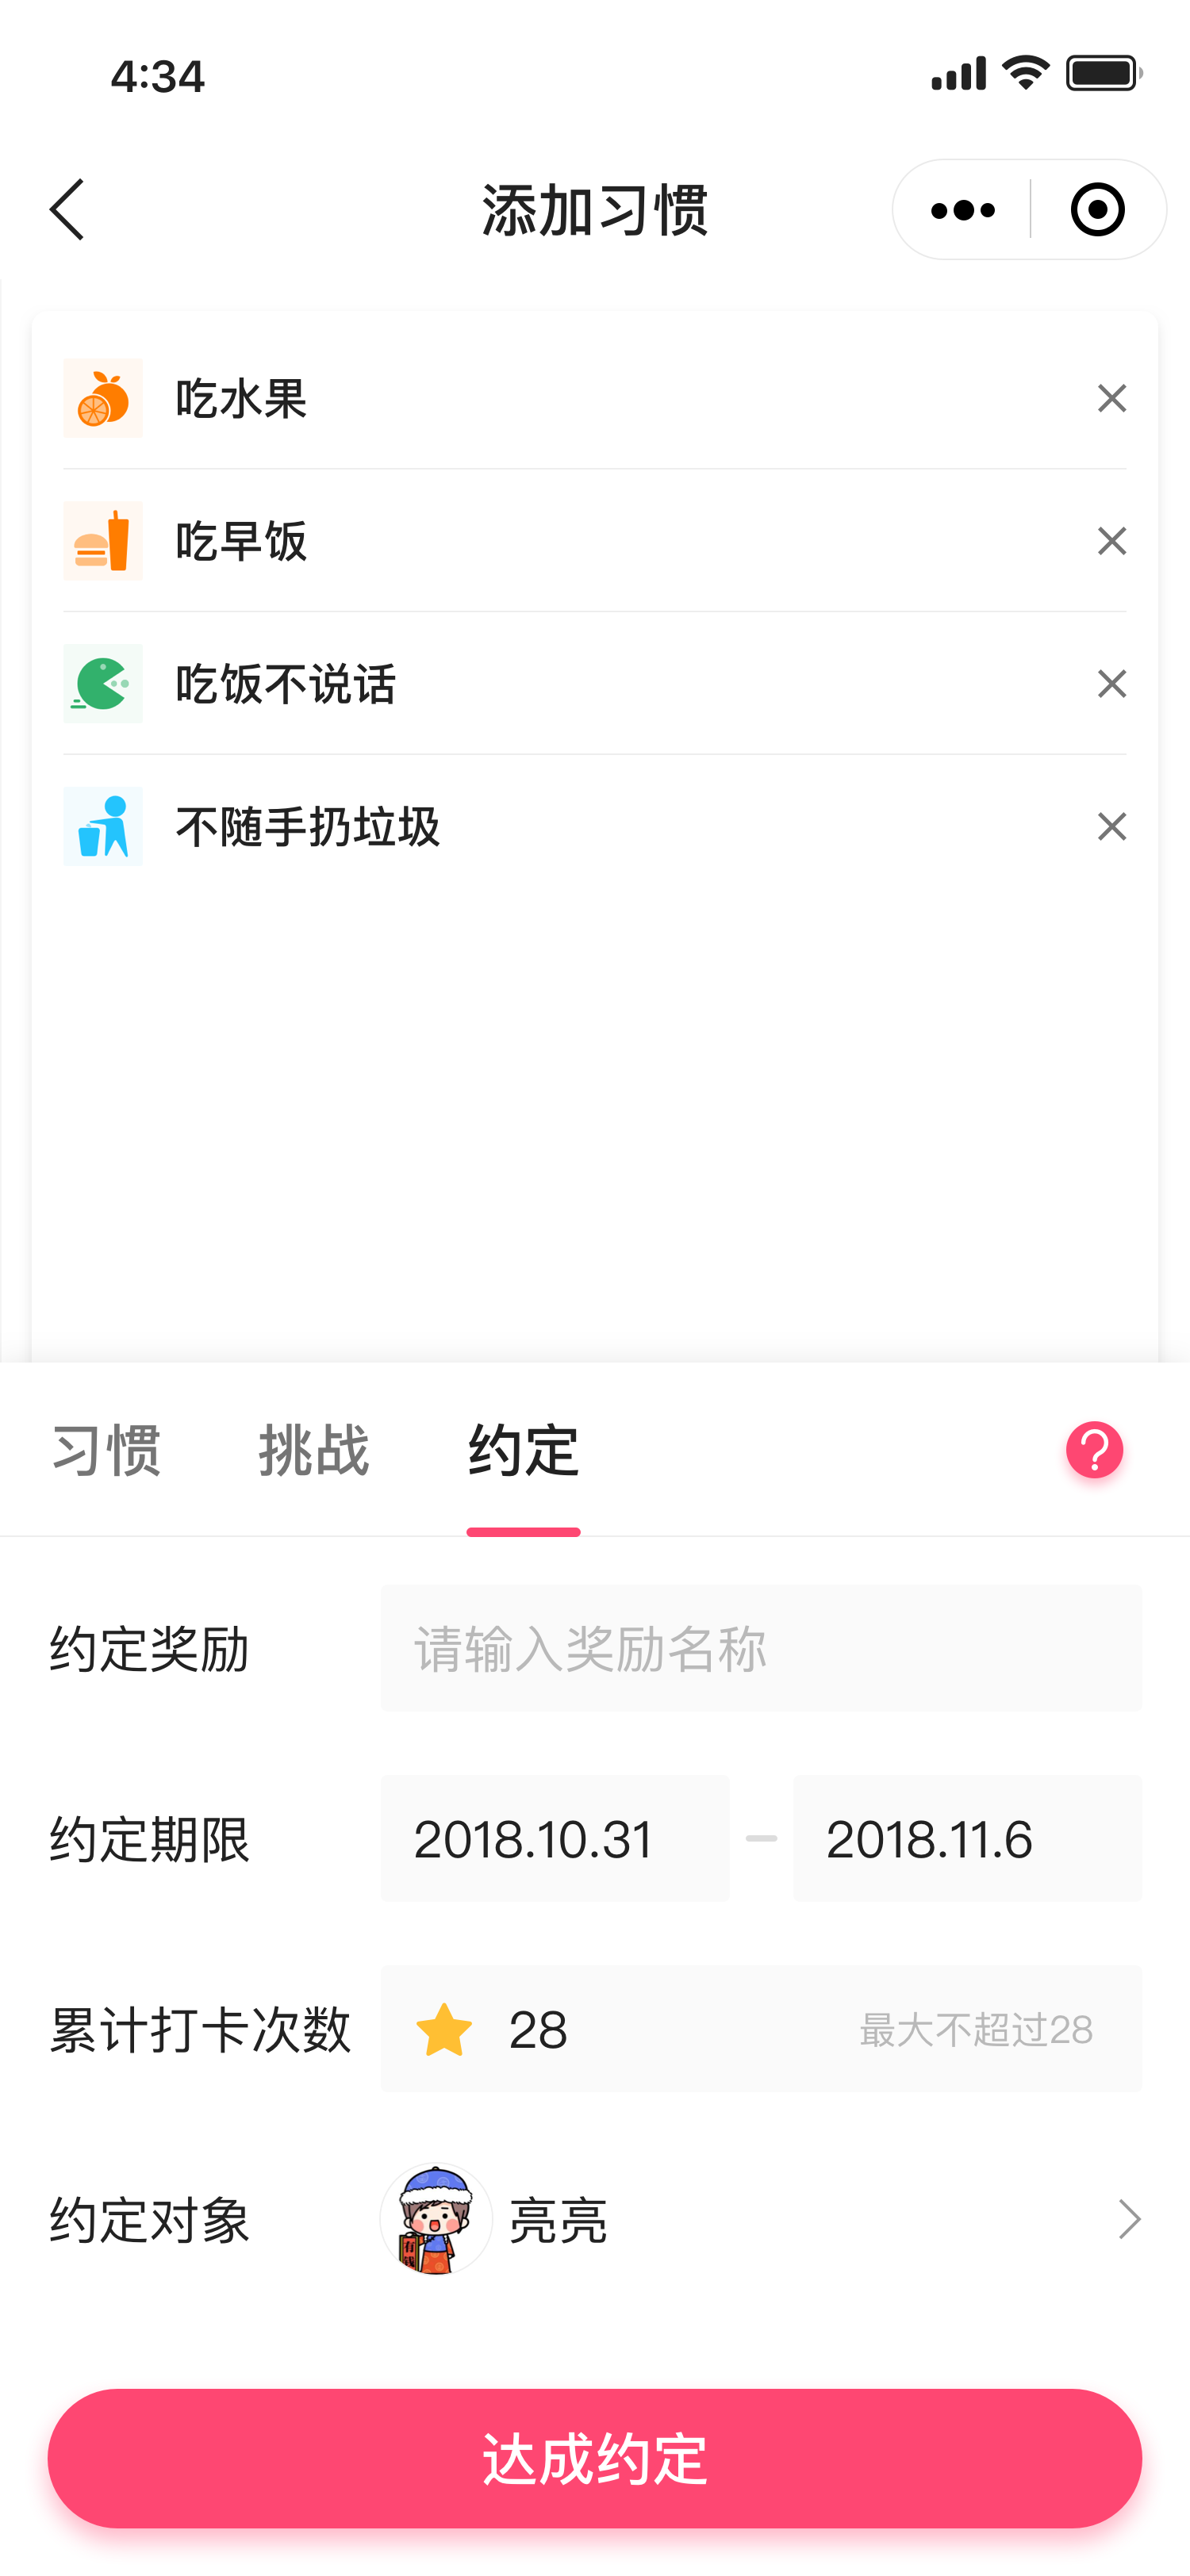 4:34
添加习惯
吃水果
吃早饭
吃饭不说话
不随手扔垃圾
习惯 挑战 约定
约定奖励 请输入奖励名称
约定期限 2018.10.31 - 2018.11.6
累计打卡次数 28 最大不超过28
约定对象 亮亮
达成约定